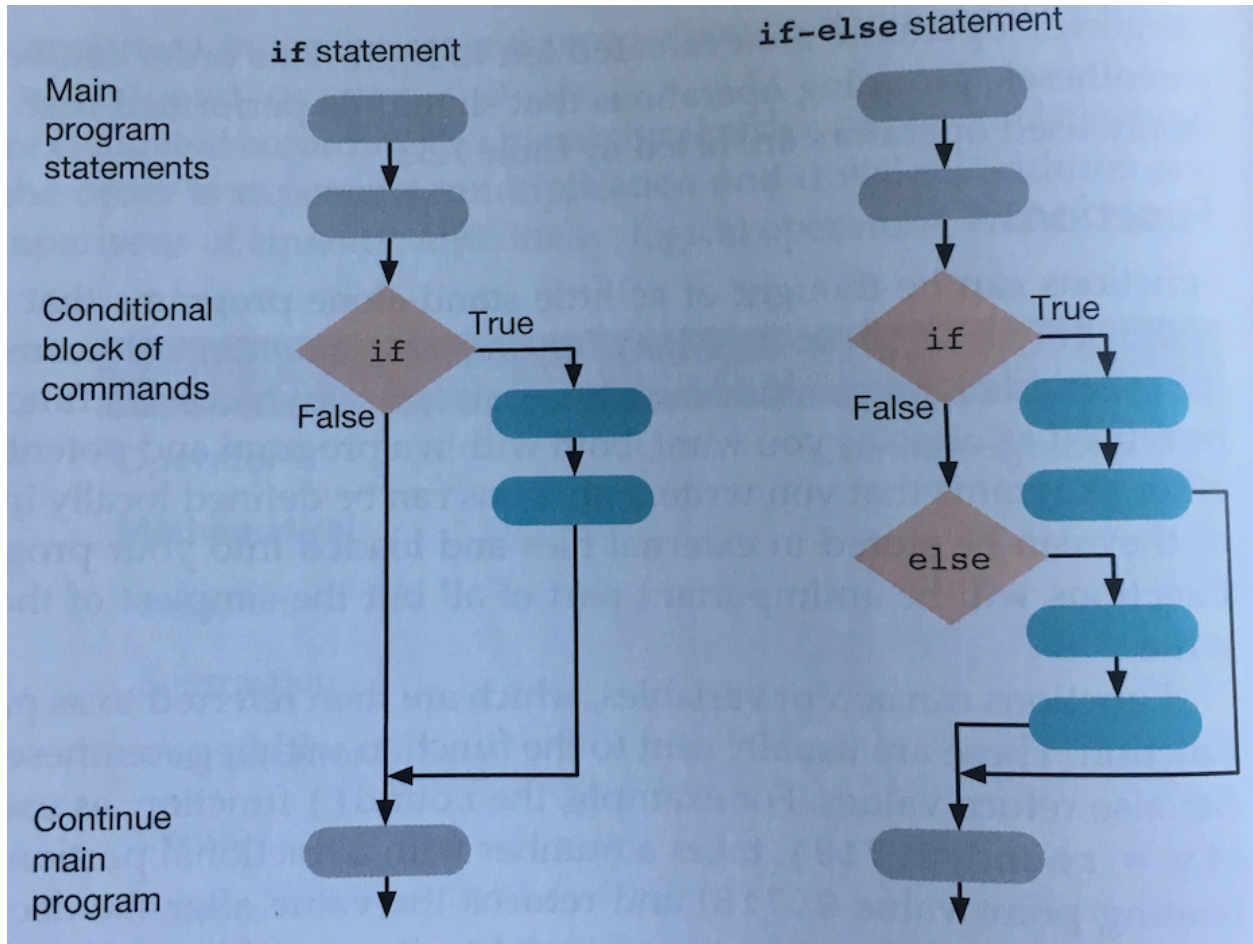 if statement
if-else statement
Main
program
statements
Conditional
block of
commands
if
True
False
if
True
False
else
Continue
main
program